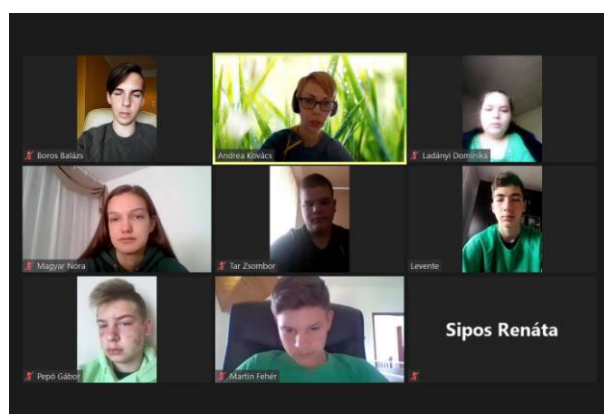 Boros Balázs
Andrea Kovács
Ladányi Dominika
Magyar Nóra
Tar Zsombor
Levente
Pepó Gábor
Martin Fehér
Sipos Renáta